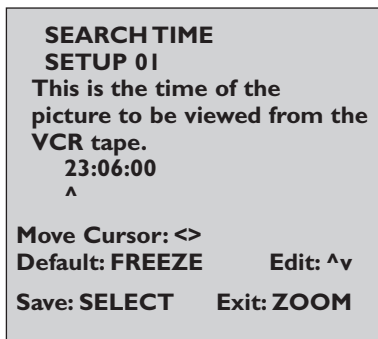 SEARCH TIME
SETUP 01
This is the time of the
picture to be viewed from the
VCR tape.
23:06:00
^
Move Cursor: <>
Default: FREEZE Edit: ^v
Save: SELECT Exit: ZOOM